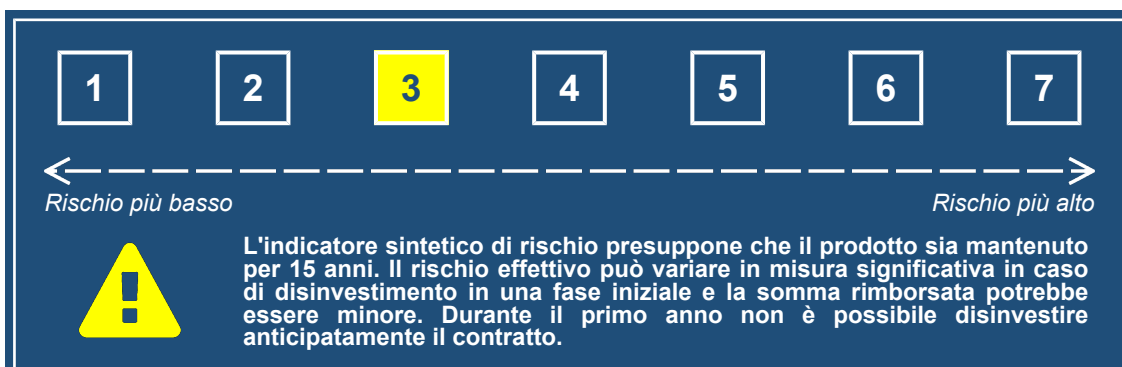 1 2 3 4 5 6 7
Rischio più basso Rischio più alto
L'indicatore sintetico di rischio presuppone che il prodotto sia mantenuto
per 15 anni. Il rischio effettivo può variare in misura significativa in caso
di disinvestimento in una fase iniziale e la somma rimborsata potrebbe
essere minore. Durante il primo anno non è possibile disinvestire
anticipatamente il contratto.